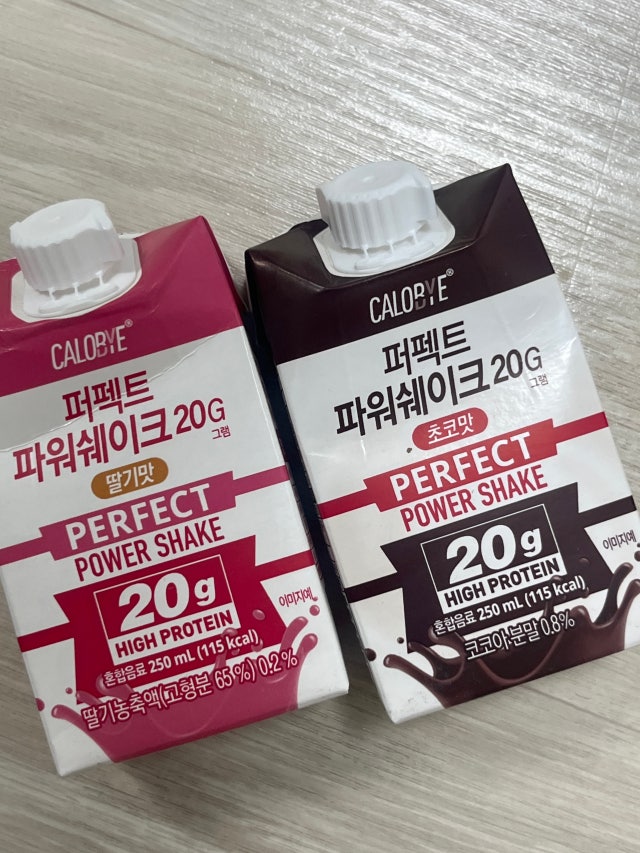 CALOBYE®
퍼펙트
파워쉐이크 20G
그램
딸기맛
PERFECT
POWER SHAKE
20g
HIGH PROTEIN
이미지예
혼합음료 250 mL (115 kcal)
딸기농축액(고형분 65%) 0.2%
CALOBYE®
퍼펙트
파워쉐이크 20G
그램
초코맛
PERFECT
POWER SHAKE
20g
HIGH PROTEIN
이미지예
혼합음료 250 mL (115 kcal)
코코아분말 0.8%